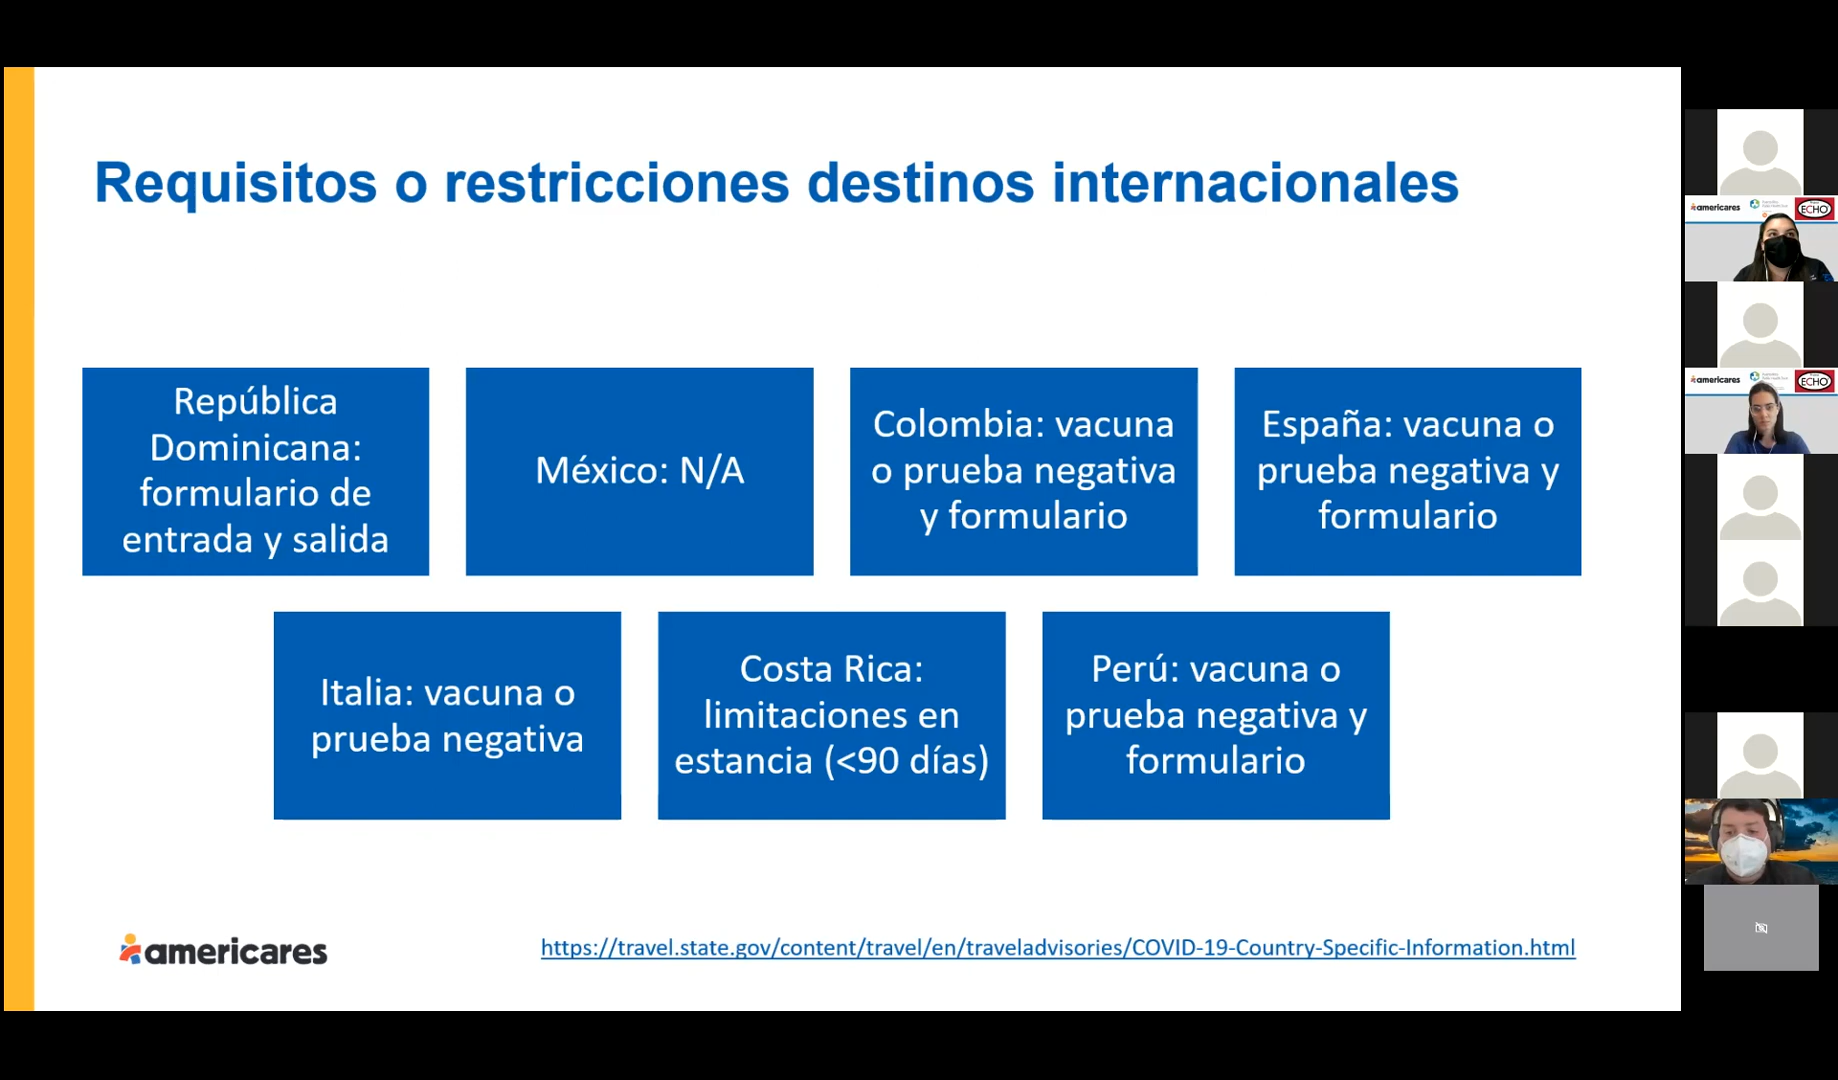 Requisitos o restricciones destinos internacionales
República
Dominicana:
formulario de
entrada y salida
México: N/A
Colombia: vacuna
o prueba negativa
y formulario
España: vacuna o
prueba negativa y
formulario
Italia: vacuna o
prueba negativa
Costa Rica:
limitaciones en
estancia (<90 días)
Perú: vacuna o
prueba negativa y
formulario
americares
https://travel.state.gov/content/travel/en/traveladvisories/COVID-19-Country-Specific-Information.html
americares
ECHO
americares
ECHO